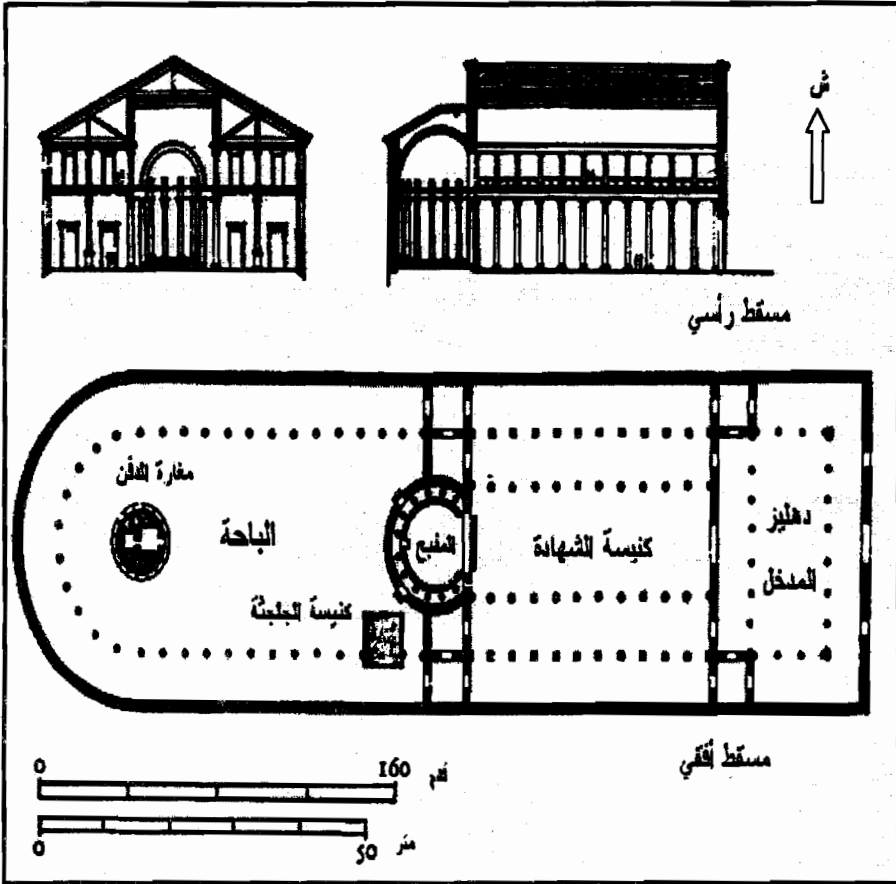 ش
مسقط رأسي
مغارة الدفن
الباحة
المذبح
كنيسة الشهادة
دهليز
المدخل
كنيسة الجلجثة
مسقط أفقي
0 160 قدم
0 50 متر